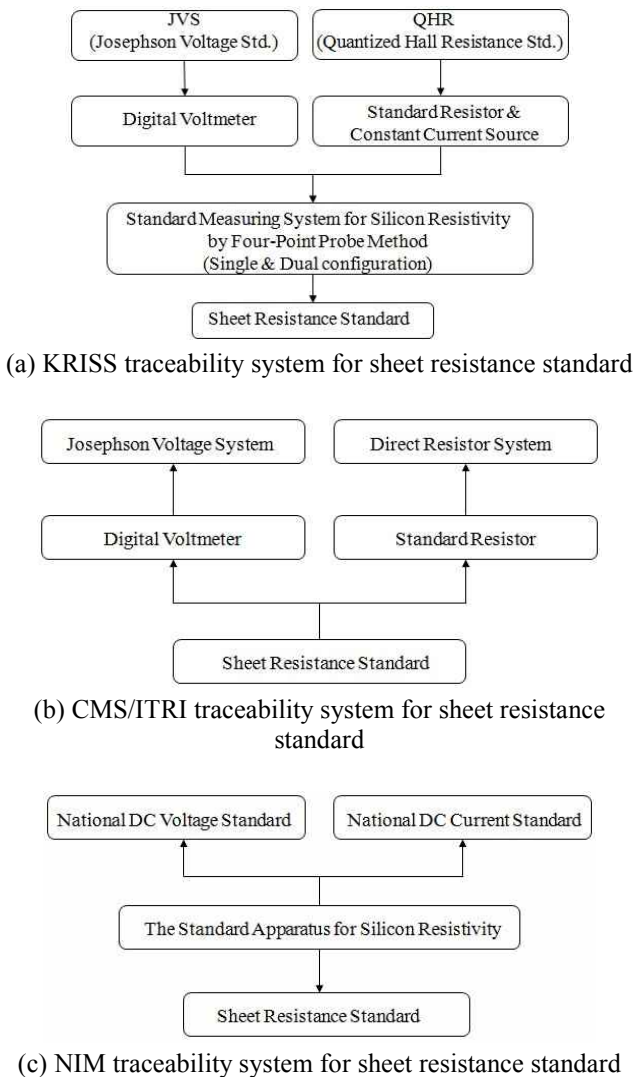 JVS
(Josephson Voltage Std.)
QHR
(Quantized Hall Resistance Std.)
Digital Voltmeter
Standard Resistor &
Constant Current Source
Standard Measuring System for Silicon Resistivity
by Four-Point Probe Method
(Single & Dual configuration)
Sheet Resistance Standard
(a) KRISS traceability system for sheet resistance standard
Josephson Voltage System
Direct Resistor System
Digital Voltmeter
Standard Resistor
Sheet Resistance Standard
(b) CMS/ITRI traceability system for sheet resistance
standard
National DC Voltage Standard
National DC Current Standard
The Standard Apparatus for Silicon Resistivity
Sheet Resistance Standard
(c) NIM traceability system for sheet resistance standard